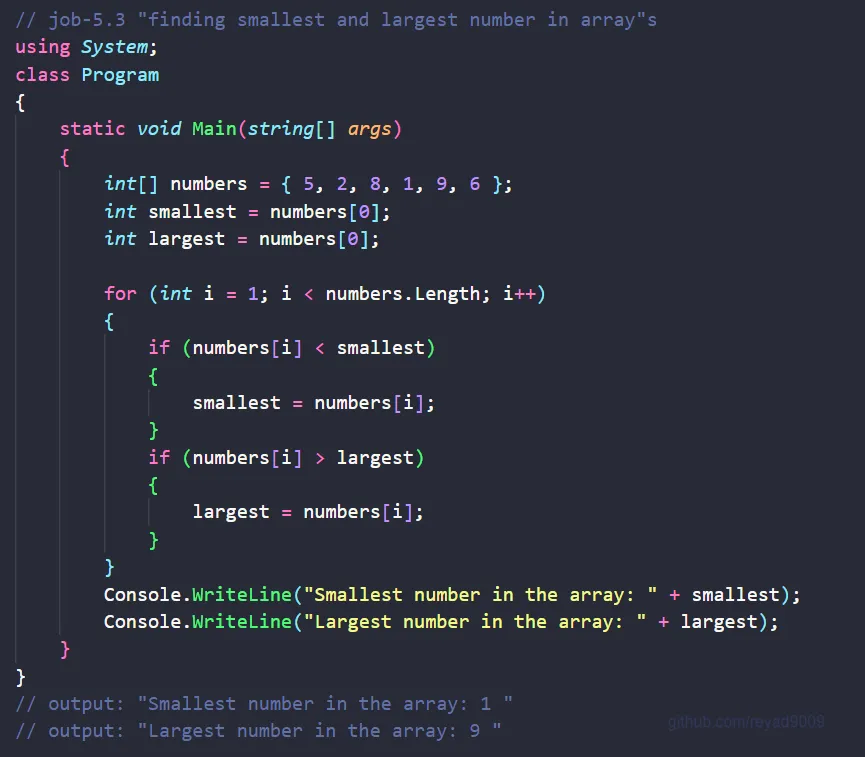 // job-5.3 "finding smallest and largest number in array"s
using System;
class Program
{
    static void Main(string[] args)
    {
        int[] numbers = { 5, 2, 8, 1, 9, 6 };
        int smallest = numbers[0];
        int largest = numbers[0];

        for (int i = 1; i < numbers.Length; i++)
        {
            if (numbers[i] < smallest)
            {
                smallest = numbers[i];
            }
            if (numbers[i] > largest)
            {
                largest = numbers[i];
            }
        }
        Console.WriteLine("Smallest number in the array: " + smallest);
        Console.WriteLine("Largest number in the array: " + largest);
    }
}
// output: "Smallest number in the array: 1 "
// output: "Largest number in the array: 9 "
github.com/reyad9009